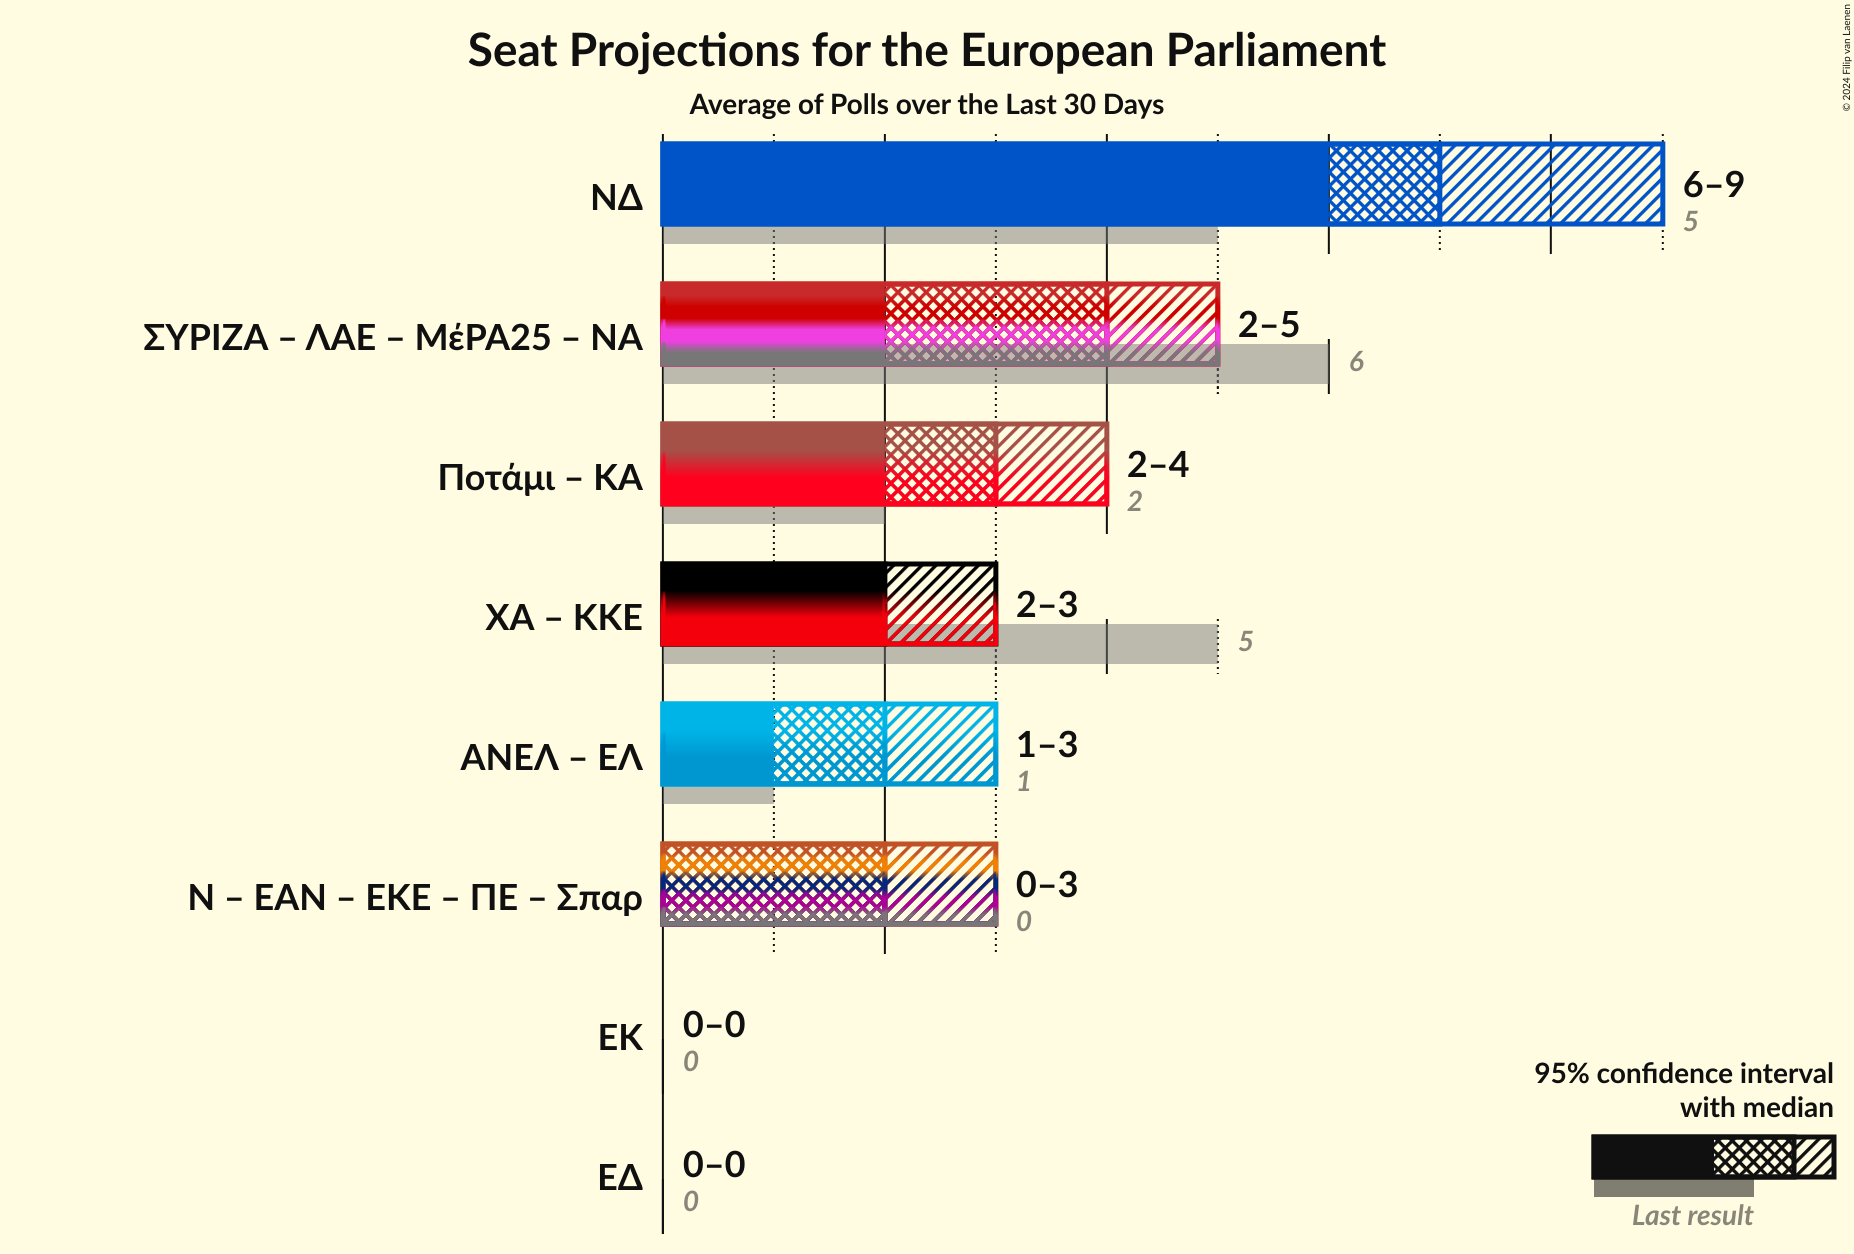 Seat Projections for the European Parliament
Average of Polls over the Last 30 Days
© 2024 Filip van Laenen
ΝΔ
6–9
5
ΣΥΡΙΖΑ – ΛΑΕ – ΜέΡΑ25 – ΝΑ
2–5
6
Ποτάμι – ΚΑ
2–4
2
ΧΑ – ΚΚΕ
2–3
5
ΑΝΕΛ – ΕΛ
1–3
1
Ν – ΕΑΝ – ΕΚΕ – ΠΕ – Σπαρ
0–3
0
ΕΚ
0–0
0
ΕΔ
0–0
0
95% confidence interval
with median
Last result